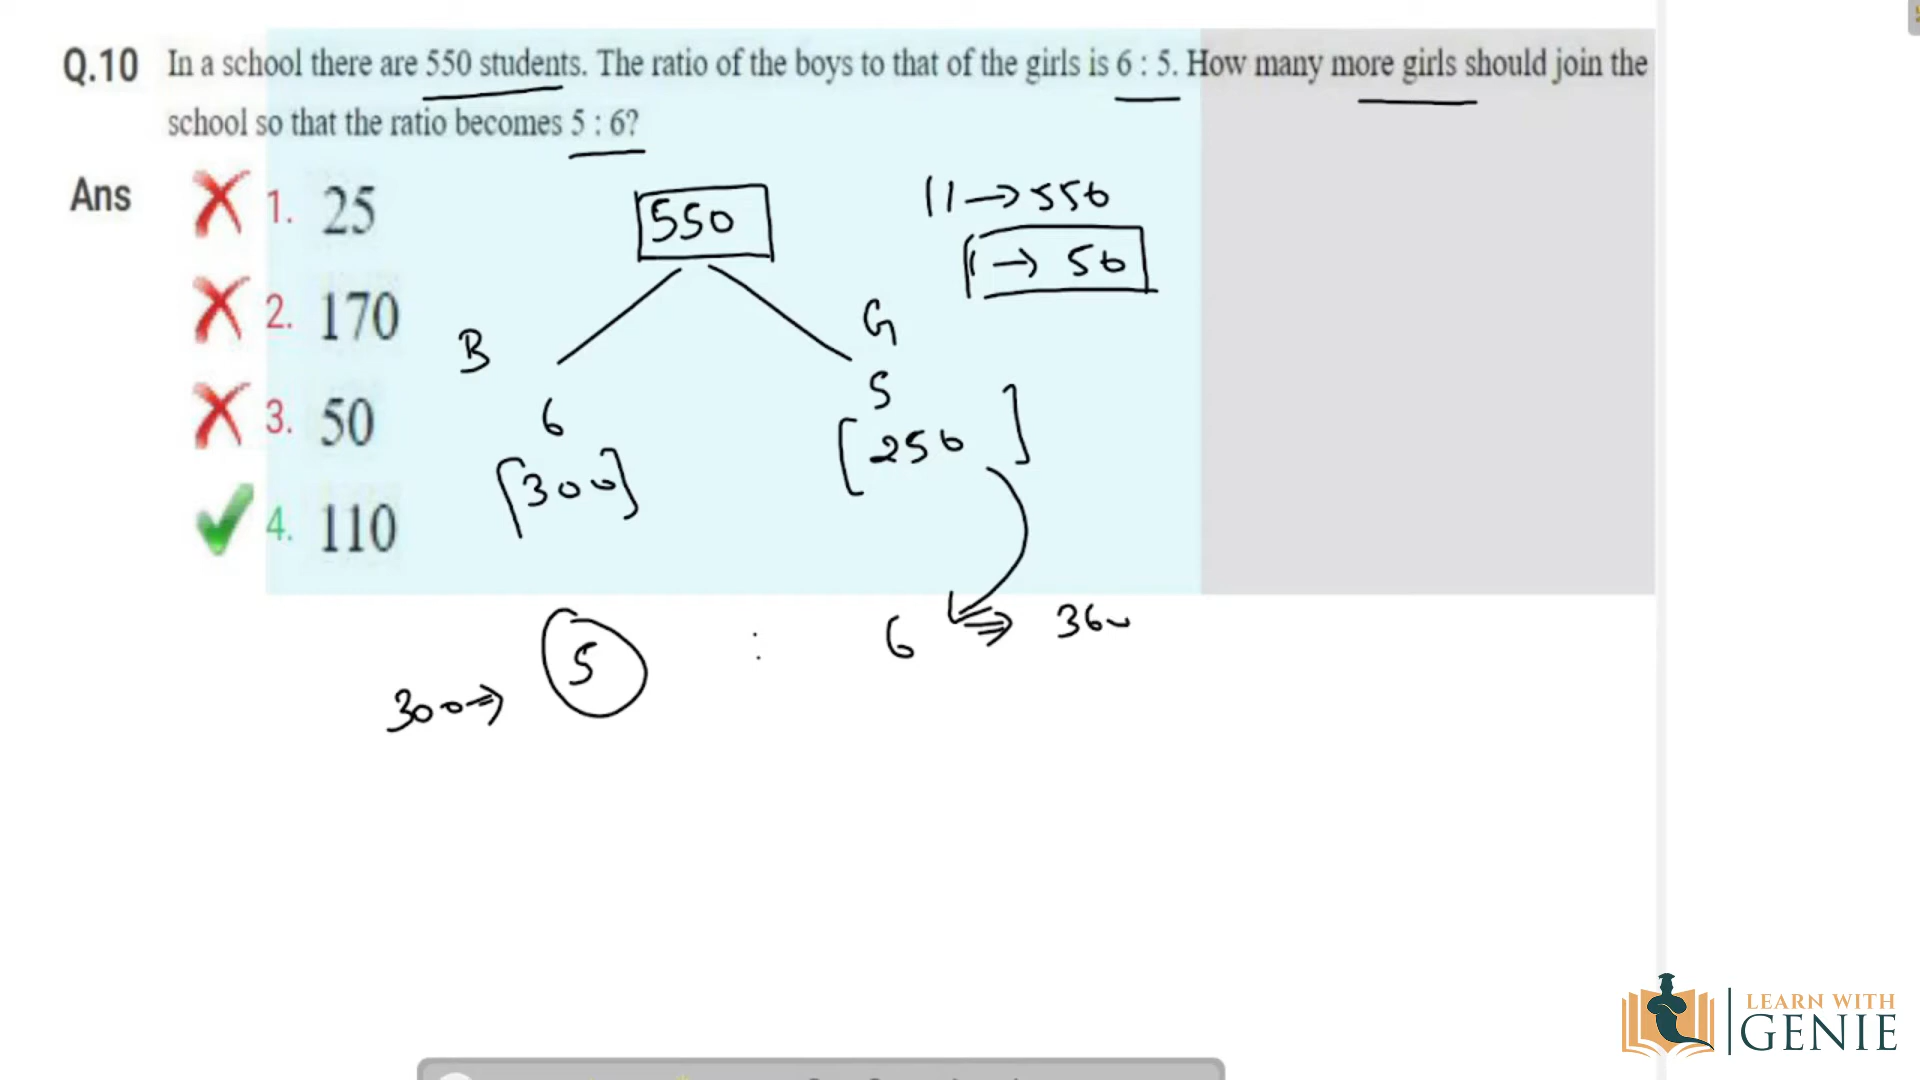 Q.10 In a school there are 550 students. The ratio of the boys to that of the girls is 6 : 5. How many more girls should join the
school so that the ratio becomes 5 : 6?
Ans
1. 25
2. 170
3. 50
4. 110
550
11 → 550
1 → 50
B
G
6
5
[300]
[250]
5 : 6 ⇒ 360
300 ⇒
LEARN WITH
GENIE